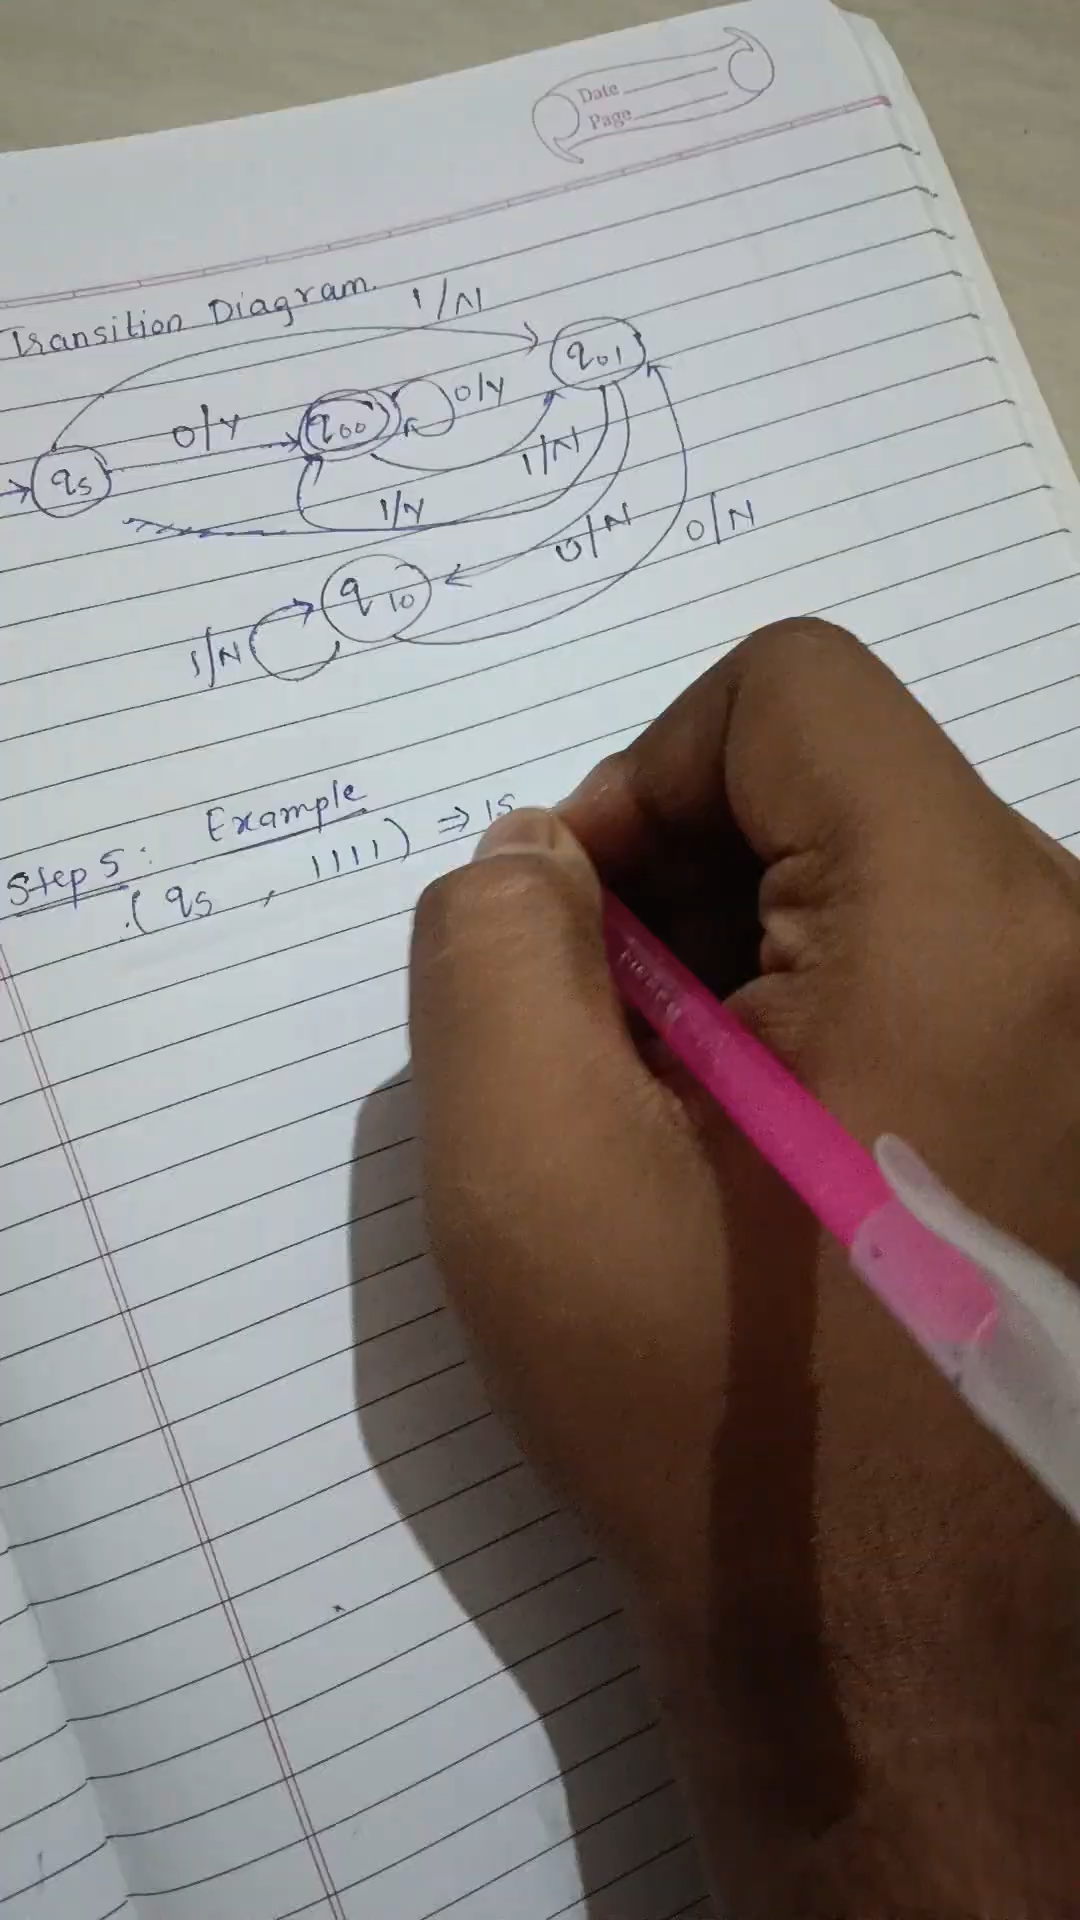 Date
Page
Transition Diagram.
1/N
q01
0/Y
q00
0/Y
qs
1/N
1/Y
0/N
0/N
q10
1/N
Step 5: Example
(qs, 1111) ⇒ 15